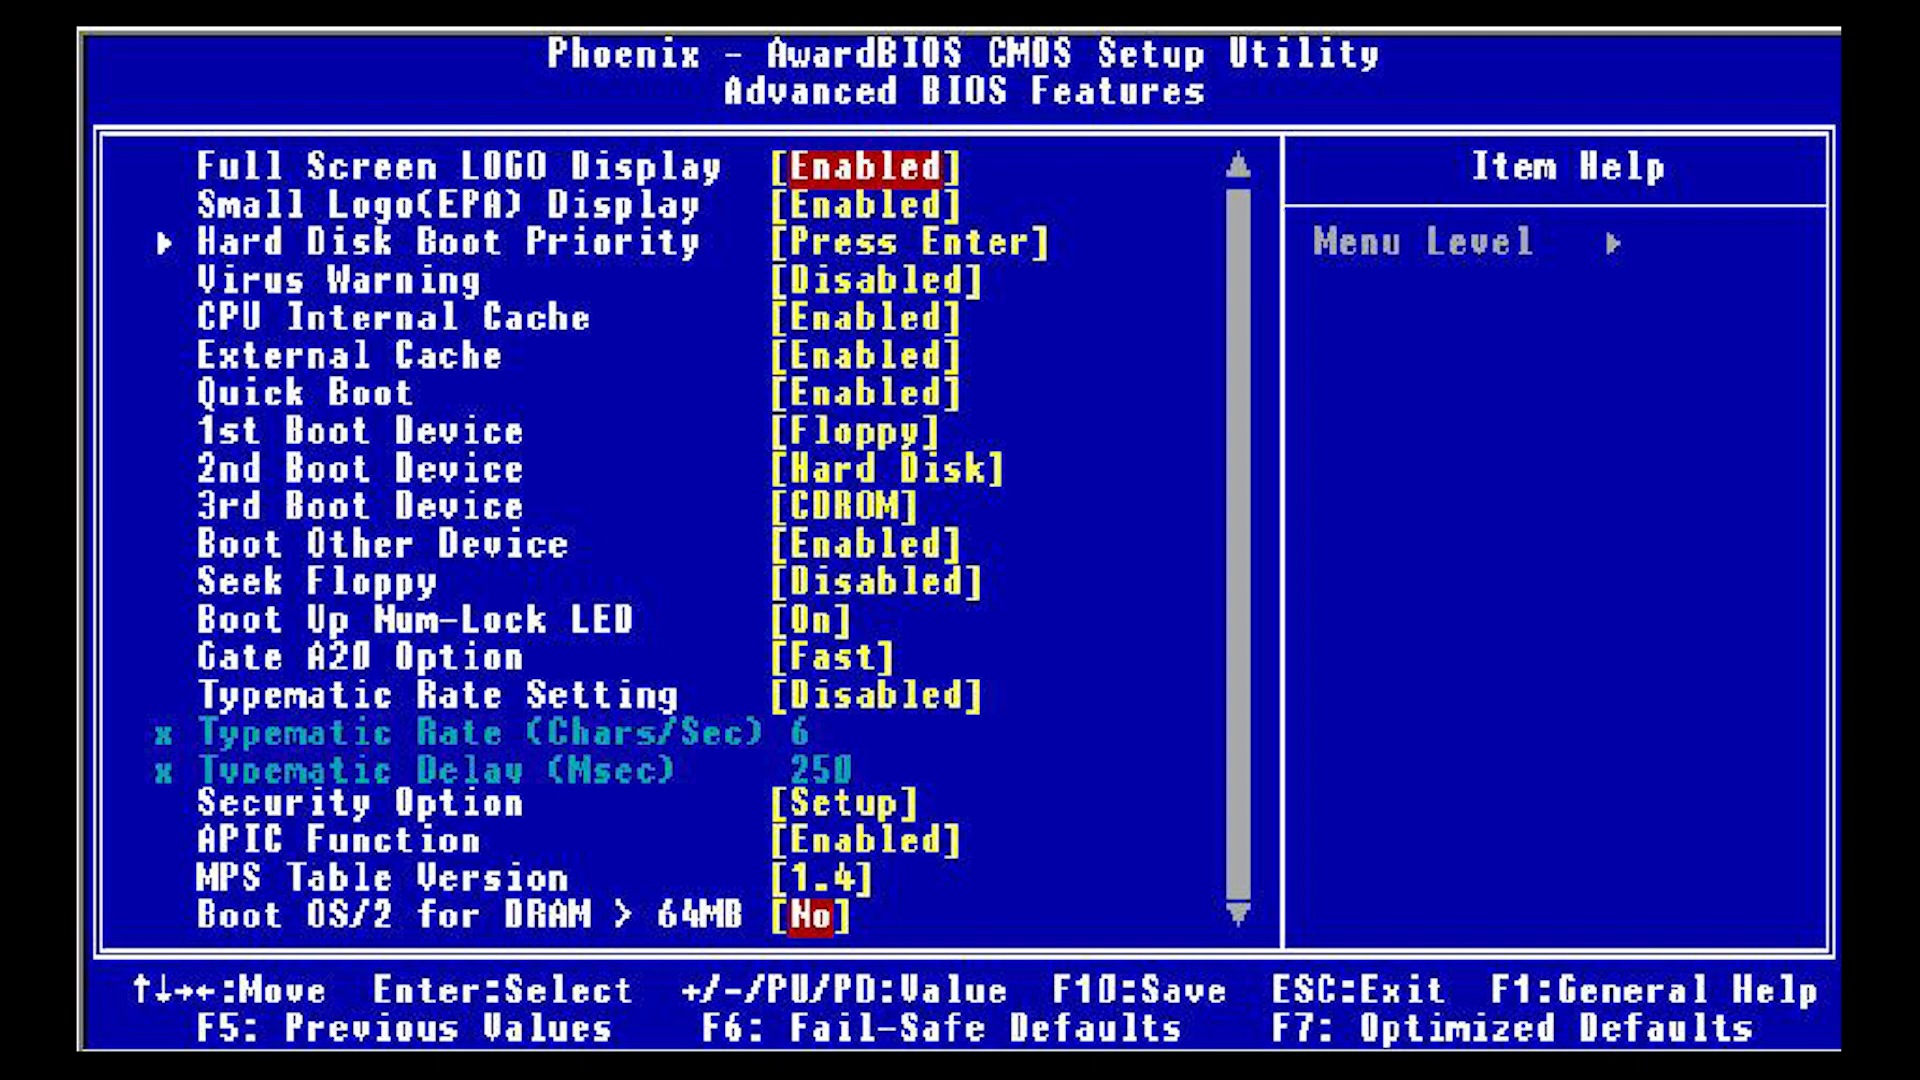 Phoenix - AwardBIOS CMOS Setup Utility
Advanced BIOS Features
Full Screen LOGO Display [Enabled]
Small Logo(EPA) Display [Enabled]
Hard Disk Boot Priority [Press Enter]
Virus Warning [Disabled]
CPU Internal Cache [Enabled]
External Cache [Enabled]
Quick Boot [Enabled]
1st Boot Device [Floppy]
2nd Boot Device [Hard Disk]
3rd Boot Device [CDROM]
Boot Other Device [Enabled]
Seek Floppy [Disabled]
Boot Up Num-Lock LED [On]
Gate A20 Option [Fast]
Typematic Rate Setting [Disabled]
x Typematic Rate (Chars/Sec) 6
x Typematic Delay (Msec) 250
Security Option [Setup]
APIC Function [Enabled]
MPS Table Version [1.4]
Boot OS/2 for DRAM > 64MB [No]
Item Help
Menu Level ▸
↑↓→←:Move Enter:Select +/-/PU/PD:Value F10:Save ESC:Exit F1:General Help
F5: Previous Values F6: Fail-Safe Defaults F7: Optimized Defaults